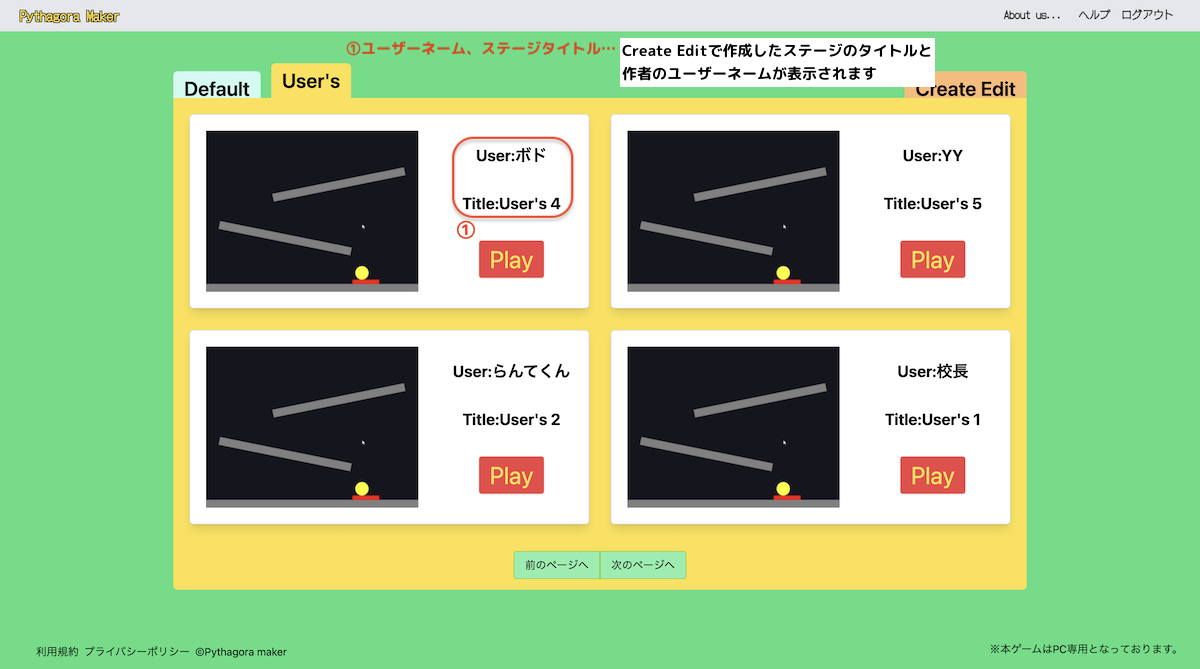 Pythagora Maker
About us... ヘルプ ログアウト
①ユーザーネーム、ステージタイトル…
Create Editで作成したステージのタイトルと
作者のユーザーネームが表示されます
Default
User's
Create Edit
User:ボド
Title:User's 4
①
Play
User:YY
Title:User's 5
Play
User:らんてくん
Title:User's 2
Play
User:校長
Title:User's 1
Play
前のページへ 次のページへ
利用規約 プライバシーポリシー ©Pythagora maker
※本ゲームはPC専用となっております。